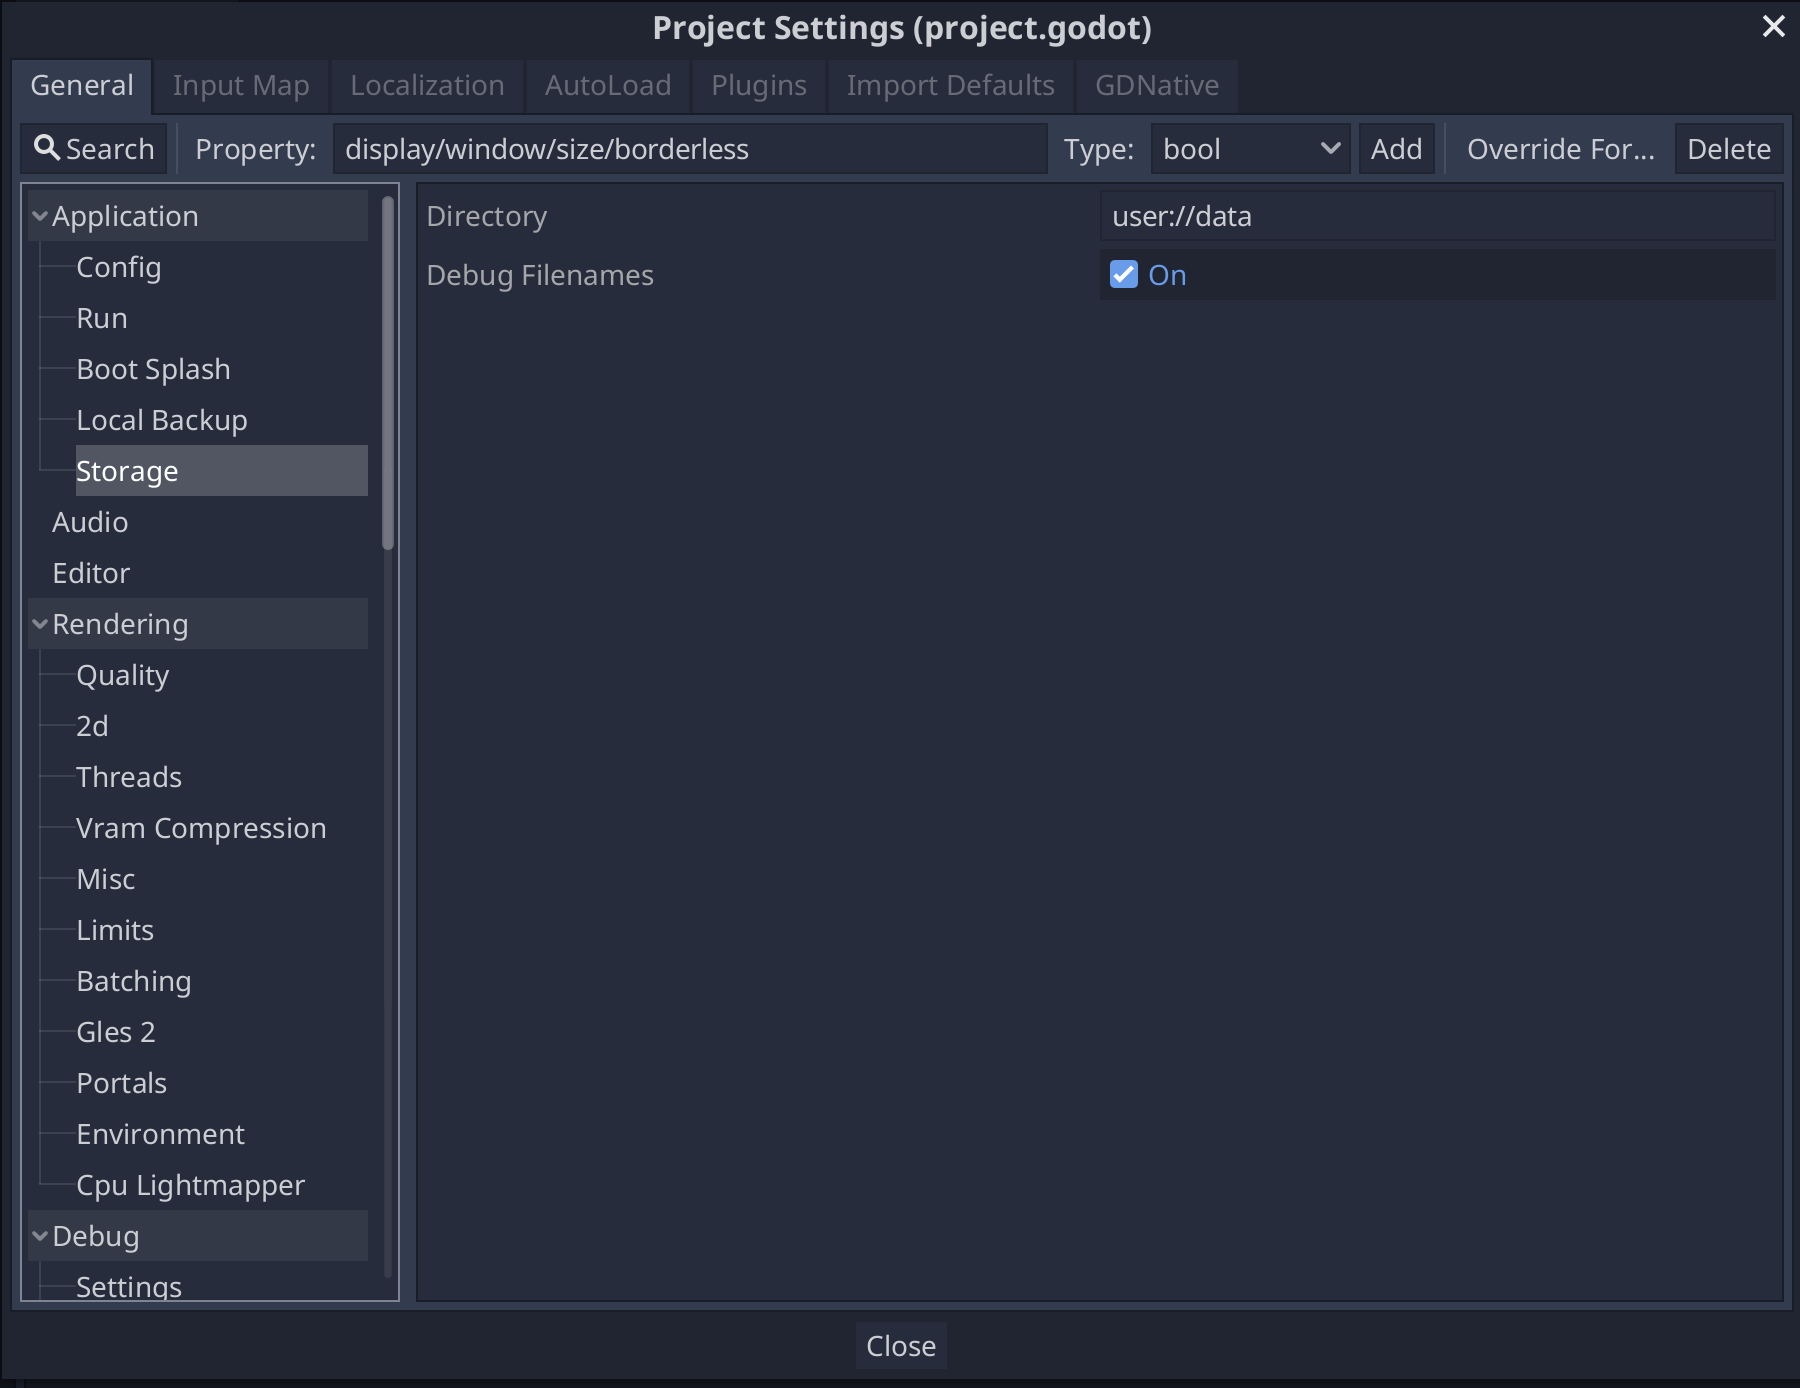 Project Settings (project.godot)
General Input Map Localization AutoLoad Plugins Import Defaults GDNative
Search Property: display/window/size/borderless Type: bool Add Override For... Delete
Application
Config
Run
Boot Splash
Local Backup
Storage
Audio
Editor
Rendering
Quality
2d
Threads
Vram Compression
Misc
Limits
Batching
Gles 2
Portals
Environment
Cpu Lightmapper
Debug
Settings
Directory user://data
Debug Filenames On
Close